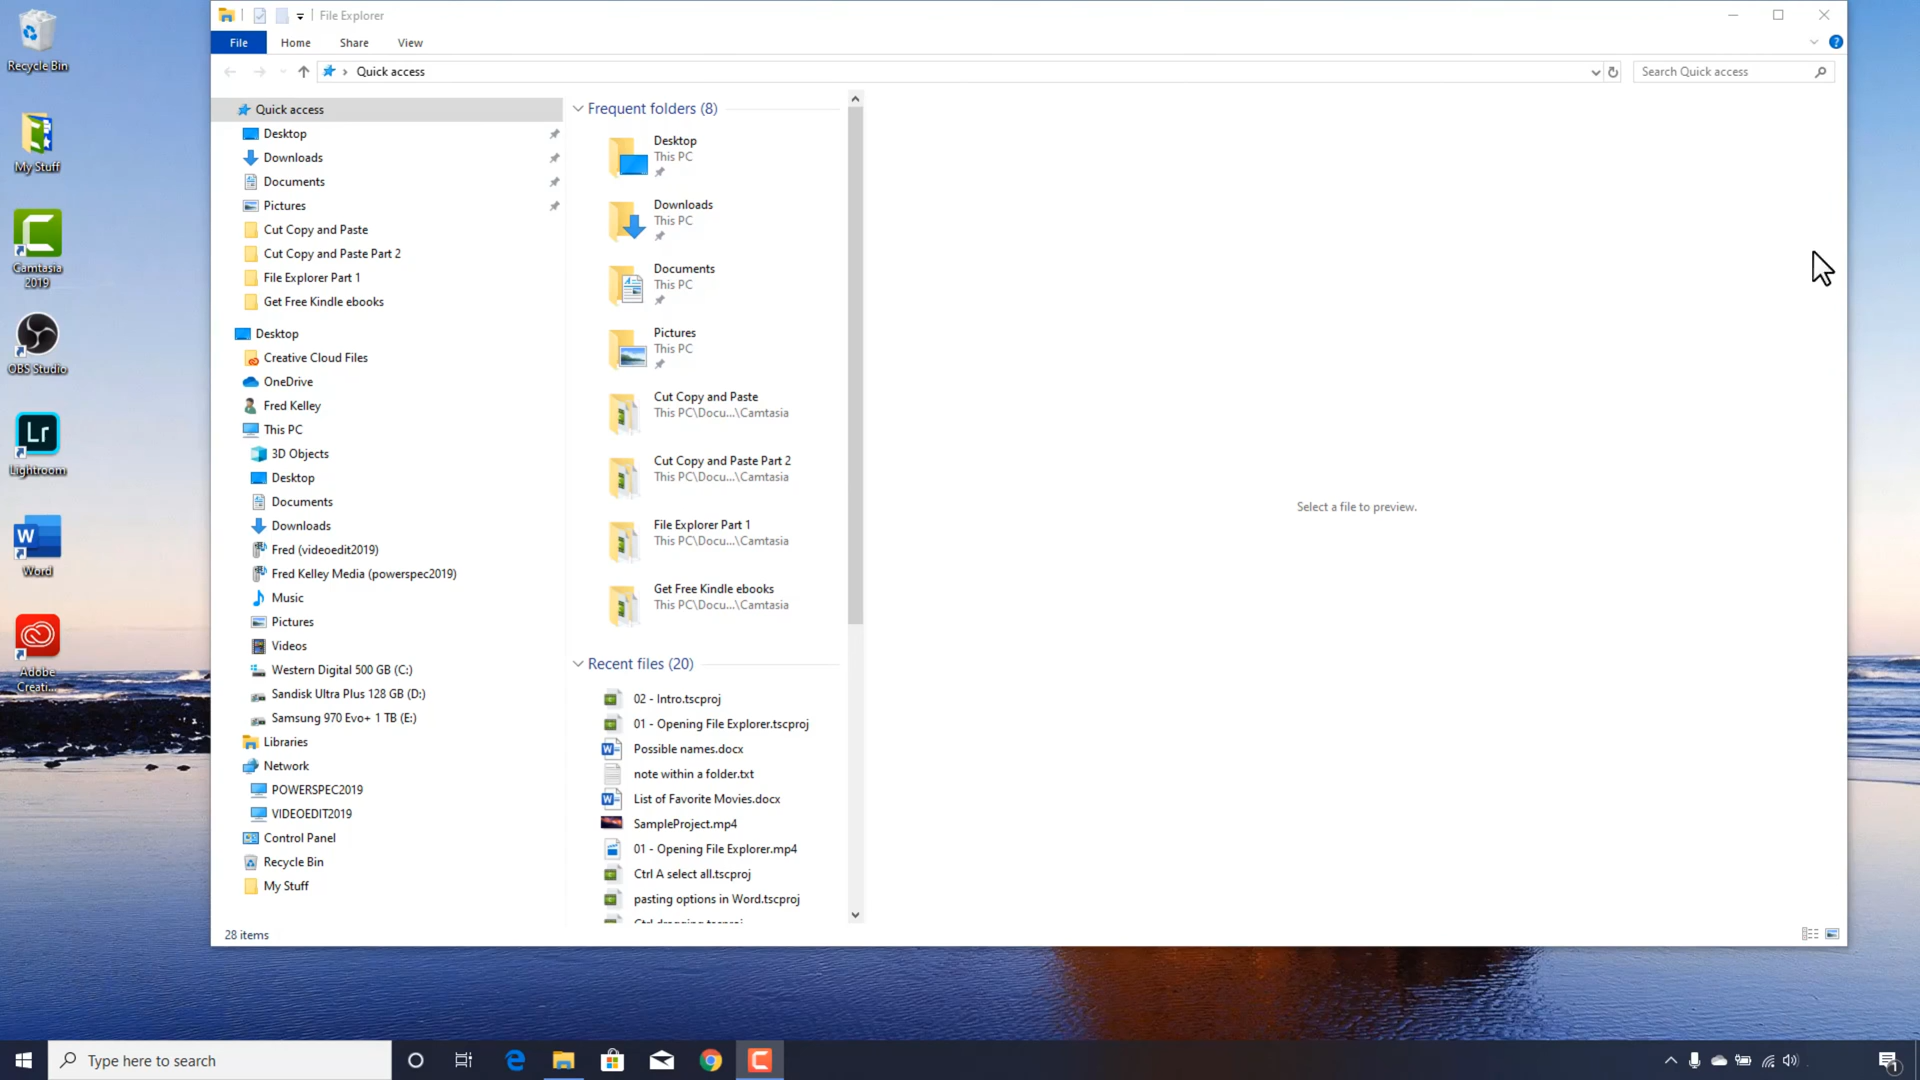 File Explorer
File
Home
Share
View
Quick access
Search Quick access
Quick access
Desktop
Downloads
Documents
Pictures
Cut Copy and Paste
Cut Copy and Paste Part 2
File Explorer Part 1
Get Free Kindle ebooks
Desktop
Creative Cloud Files
OneDrive
Fred Kelley
This PC
3D Objects
Desktop
Documents
Downloads
Fred (videoedit2019)
Fred Kelley Media (powerspec2019)
Music
Pictures
Videos
Western Digital 500 GB (C:)
Sandisk Ultra Plus 128 GB (D:)
Samsung 970 Evo+ 1 TB (E:)
Libraries
Network
POWERSPEC2019
VIDEOEDIT2019
Control Panel
Recycle Bin
My Stuff
28 items
Frequent folders (8)
Desktop
This PC
Downloads
This PC
Documents
This PC
Pictures
This PC
Cut Copy and Paste
This PC\Docu...\Camtasia
Cut Copy and Paste Part 2
This PC\Docu...\Camtasia
File Explorer Part 1
This PC\Docu...\Camtasia
Get Free Kindle ebooks
This PC\Docu...\Camtasia
Recent files (20)
02 - Intro.tscproj
01 - Opening File Explorer.tscproj
Possible names.docx
note within a folder.txt
List of Favorite Movies.docx
SampleProject.mp4
01 - Opening File Explorer.mp4
Ctrl A select all.tscproj
pasting options in Word.tscproj
Ctrl dragging.tscproj
Select a file to preview.
Recycle Bin
My Stuff
Camtasia
2019
OBS Studio
Lr
Lightroom
Word
Adobe
Creati...
Type here to search